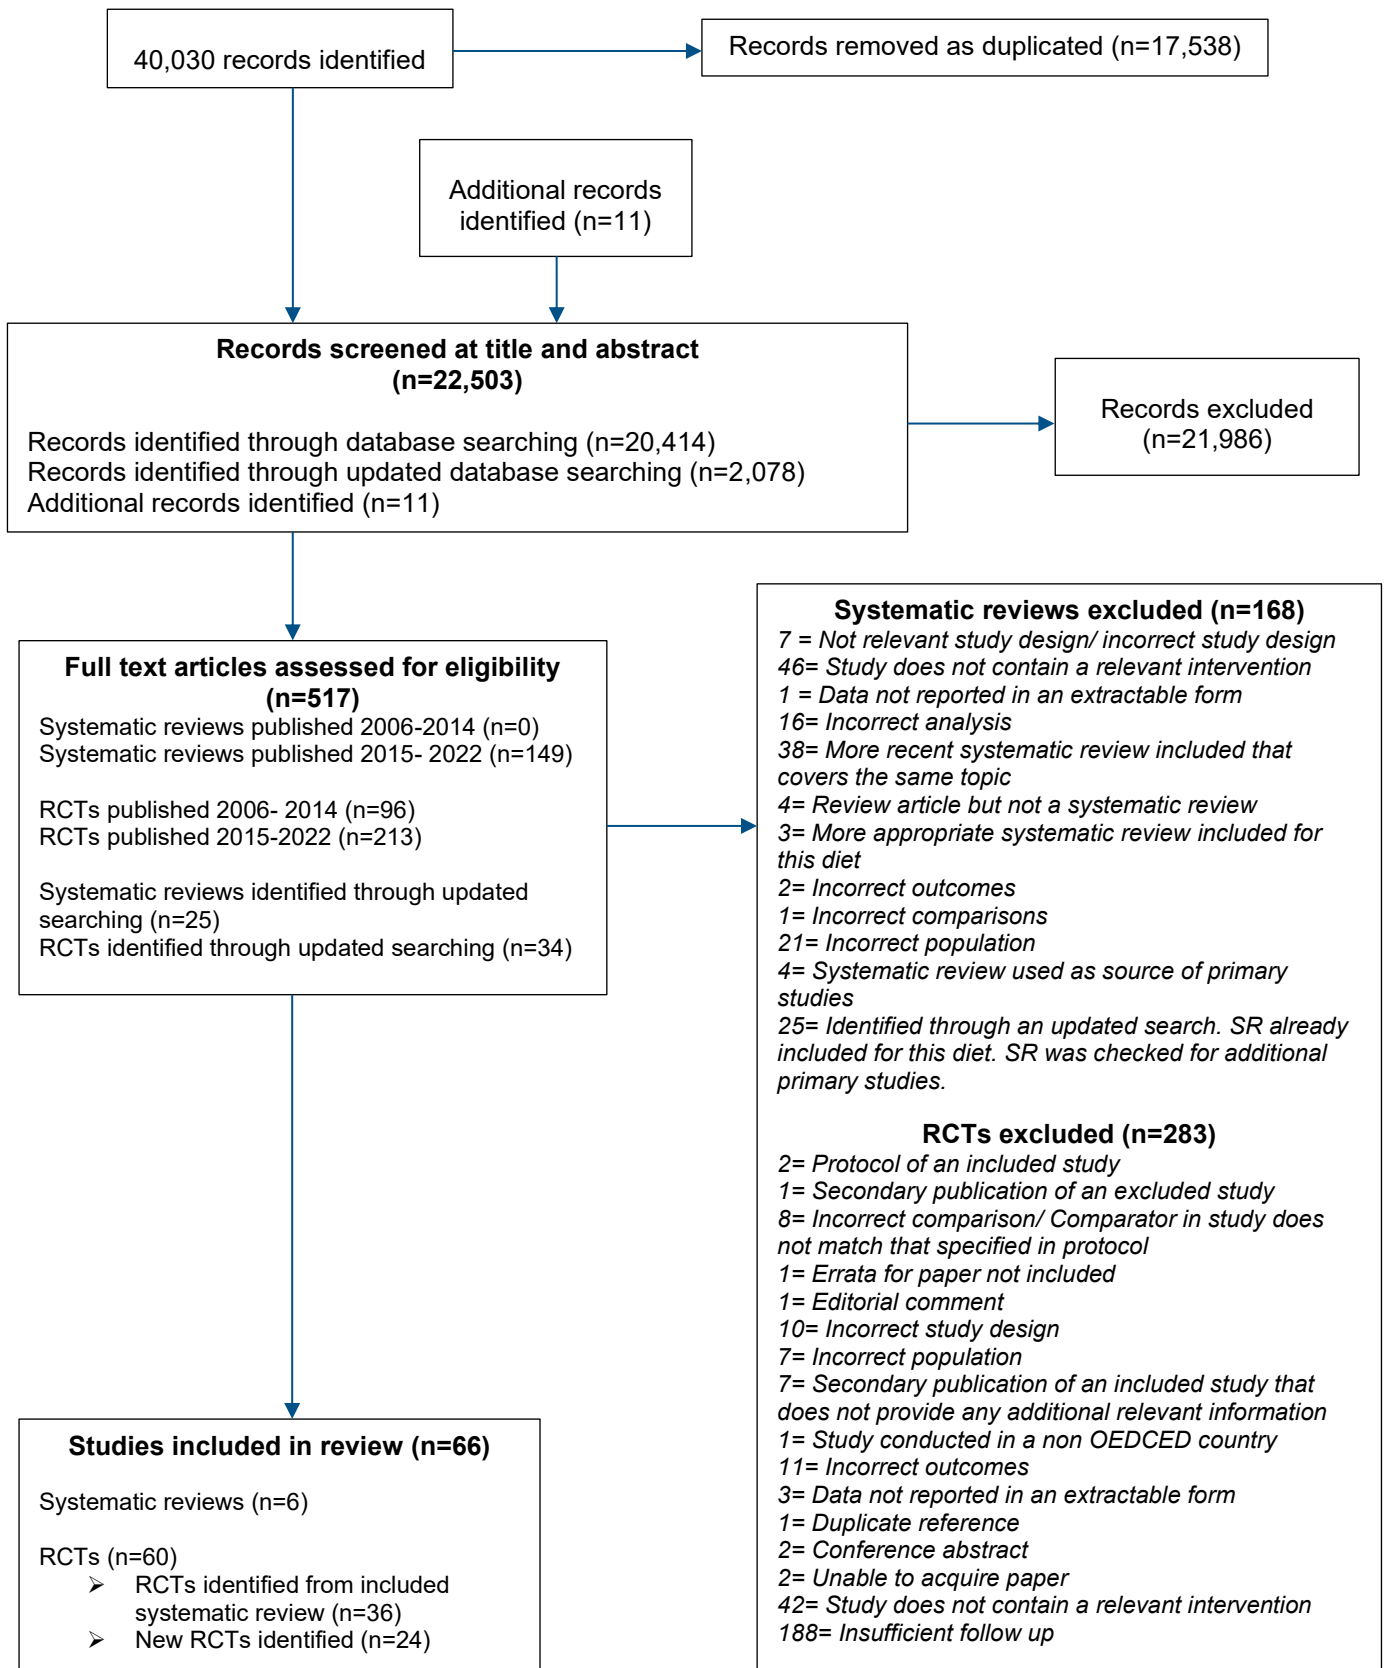 40,030 records identified
Records removed as duplicated (n=17,538)
Additional records
identified (n=11)
Records screened at title and abstract
(n=22,503)
Records identified through database searching (n=20,414)
Records identified through updated database searching (n=2,078)
Additional records identified (n=11)
Records excluded
(n=21,986)
Full text articles assessed for eligibility
(n=517)
Systematic reviews published 2006-2014 (n=0)
Systematic reviews published 2015- 2022 (n=149)
RCTs published 2006- 2014 (n=96)
RCTs published 2015-2022 (n=213)
Systematic reviews identified through updated
searching (n=25)
RCTs identified through updated searching (n=34)
Systematic reviews excluded (n=168)
7 = Not relevant study design/ incorrect study design
46= Study does not contain a relevant intervention
1 = Data not reported in an extractable form
16= Incorrect analysis
38= More recent systematic review included that
covers the same topic
4= Review article but not a systematic review
3= More appropriate systematic review included for
this diet
2= Incorrect outcomes
1= Incorrect comparisons
21= Incorrect population
4= Systematic review used as source of primary
studies
25= Identified through an updated search. SR already
included for this diet. SR was checked for additional
primary studies.
RCTs excluded (n=283)
2= Protocol of an included study
1= Secondary publication of an excluded study
8= Incorrect comparison/ Comparator in study does
not match that specified in protocol
1= Errata for paper not included
1= Editorial comment
10= Incorrect study design
7= Incorrect population
7= Secondary publication of an included study that
does not provide any additional relevant information
1= Study conducted in a non OEDCED country
11= Incorrect outcomes
3= Data not reported in an extractable form
1= Duplicate reference
2= Conference abstract
2= Unable to acquire paper
42= Study does not contain a relevant intervention
188= Insufficient follow up
Studies included in review (n=66)
Systematic reviews (n=6)
RCTs (n=60)
➢ RCTs identified from included
systematic review (n=36)
➢ New RCTs identified (n=24)